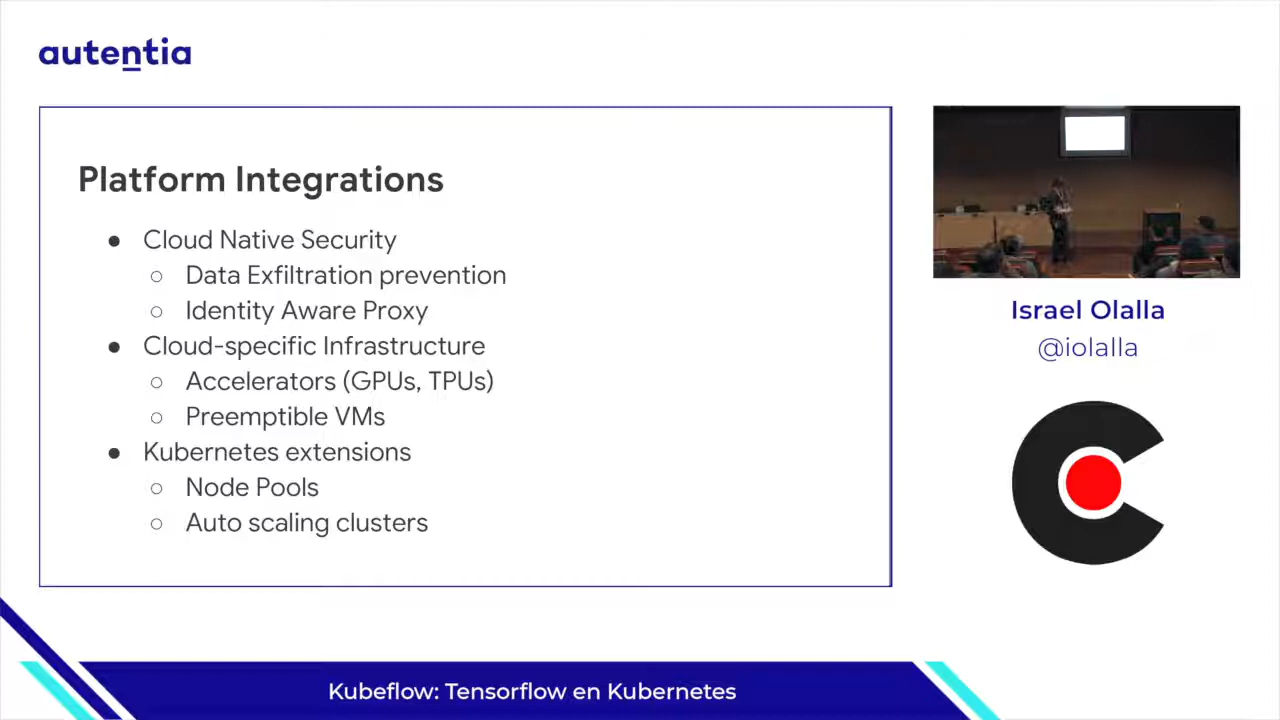 autentia
Platform Integrations
● Cloud Native Security
○ Data Exfiltration prevention
○ Identity Aware Proxy
● Cloud-specific Infrastructure
○ Accelerators (GPUs, TPUs)
○ Preemptible VMs
● Kubernetes extensions
○ Node Pools
○ Auto scaling clusters
Israel Olalla
@iolalla
Kubeflow: Tensorflow en Kubernetes